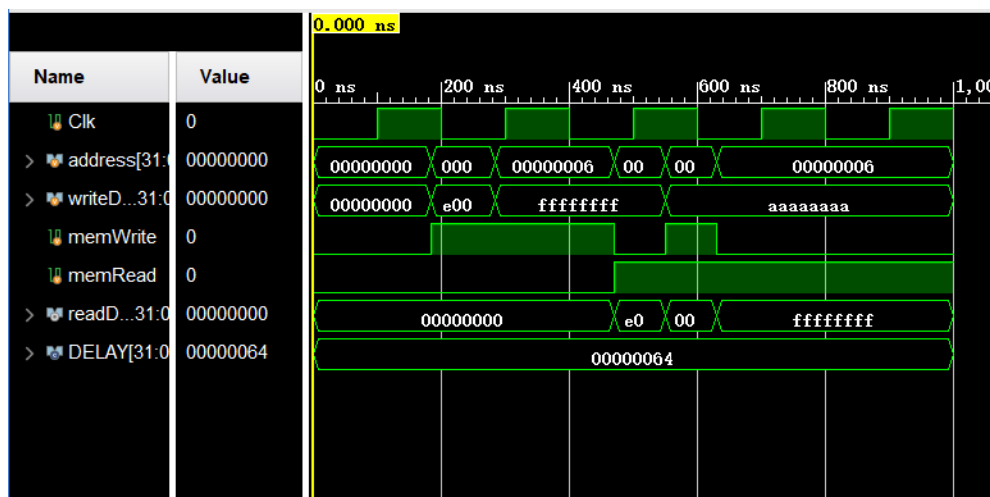 0.000 ns
Name Value
0 ns 200 ns 400 ns 600 ns 800 ns 1,00
Clk 0
> address[31:( 00000000 00000000 000 00000006 00 00 00000006
> writeD...31:0 00000000 00000000 e00 ffffffff aaaaaaaa
memWrite 0
memRead 0
> readD...31:0 00000000 00000000 e0 00 ffffffff
> DELAY[31:0 00000064 00000064